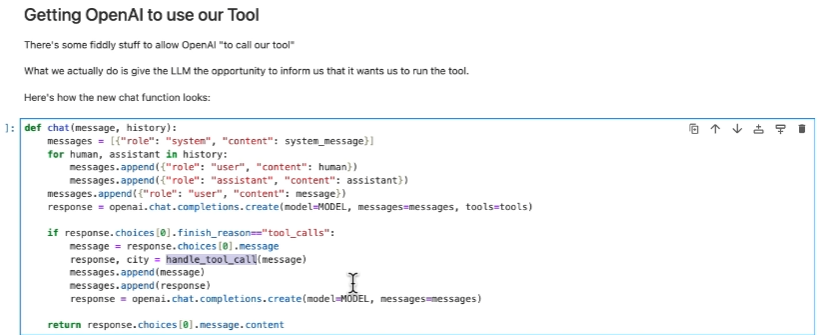 Getting OpenAI to use our Tool
There's some fiddly stuff to allow OpenAI "to call our tool"
What we actually do is give the LLM the opportunity to inform us that it wants us to run the tool.
Here's how the new chat function looks:
]: def chat(message, history):
    messages = [{"role": "system", "content": system_message}]
    for human, assistant in history:
        messages.append({"role": "user", "content": human})
        messages.append({"role": "assistant", "content": assistant})
    messages.append({"role": "user", "content": message})
    response = openai.chat.completions.create(model=MODEL, messages=messages, tools=tools)
    if response.choices[0].finish_reason=="tool_calls":
        message = response.choices[0].message
        response, city = handle_tool_call(message)
        messages.append(message)
        messages.append(response)
        response = openai.chat.completions.create(model=MODEL, messages=messages)
    return response.choices[0].message.content